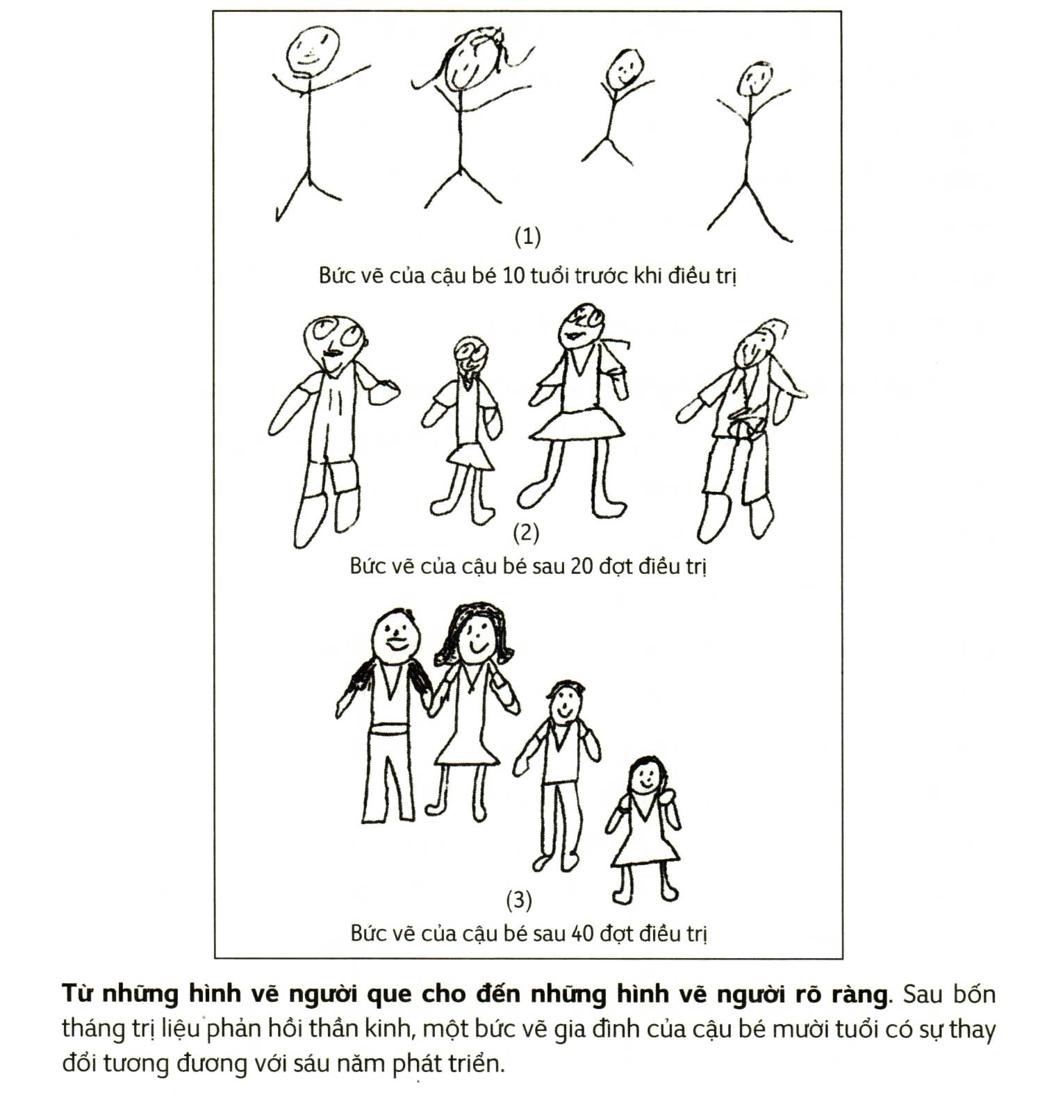 (1)
Bức vẽ của cậu bé 10 tuổi trước khi điều trị
(2)
Bức vẽ của cậu bé sau 20 đợt điều trị
(3)
Bức vẽ của cậu bé sau 40 đợt điều trị
Từ những hình vẽ người que cho đến những hình vẽ người rõ ràng. Sau bốn
tháng trị liệu phản hồi thần kinh, một bức vẽ gia đình của cậu bé mười tuổi có sự thay
đổi tương đương với sáu năm phát triển.